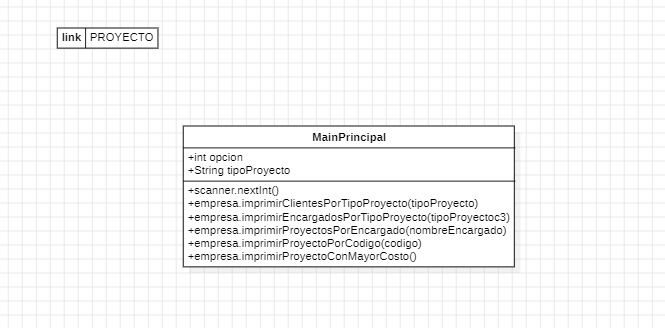 link PROYECTO
MainPrincipal
+int opcion
+String tipoProyecto
+scanner.nextInt()
+empresa.imprimirClientesPorTipoProyecto(tipoProyecto)
+empresa.imprimirEncargadosPorTipoProyecto(tipoProyectoc3)
+empresa.imprimirProyectosPorEncargado(nombreEncargado)
+empresa.imprimirProyectoPorCodigo(codigo)
+empresa.imprimirProyectoConMayorCosto()